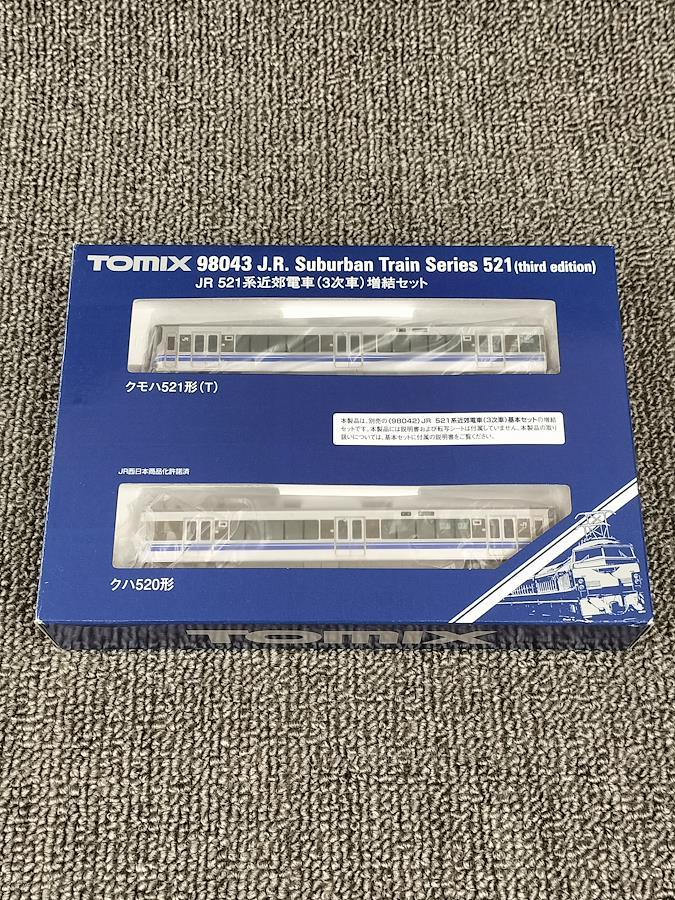 TOMIX 98043 J.R. Suburban Train Series 521 (third edition)
JR 521系近郊電車(3次車)増結セット
クモハ521形(T)
本製品は、別売の(98042)JR 521系近郊電車(3次車)基本セットの増結
セットです。本製品には説明書および転写シートは付属していません。本製品の取り
扱いについては、基本セットに付属の説明書をご覧ください。
JR西日本商品化許諾済
クハ520形
TOMIX